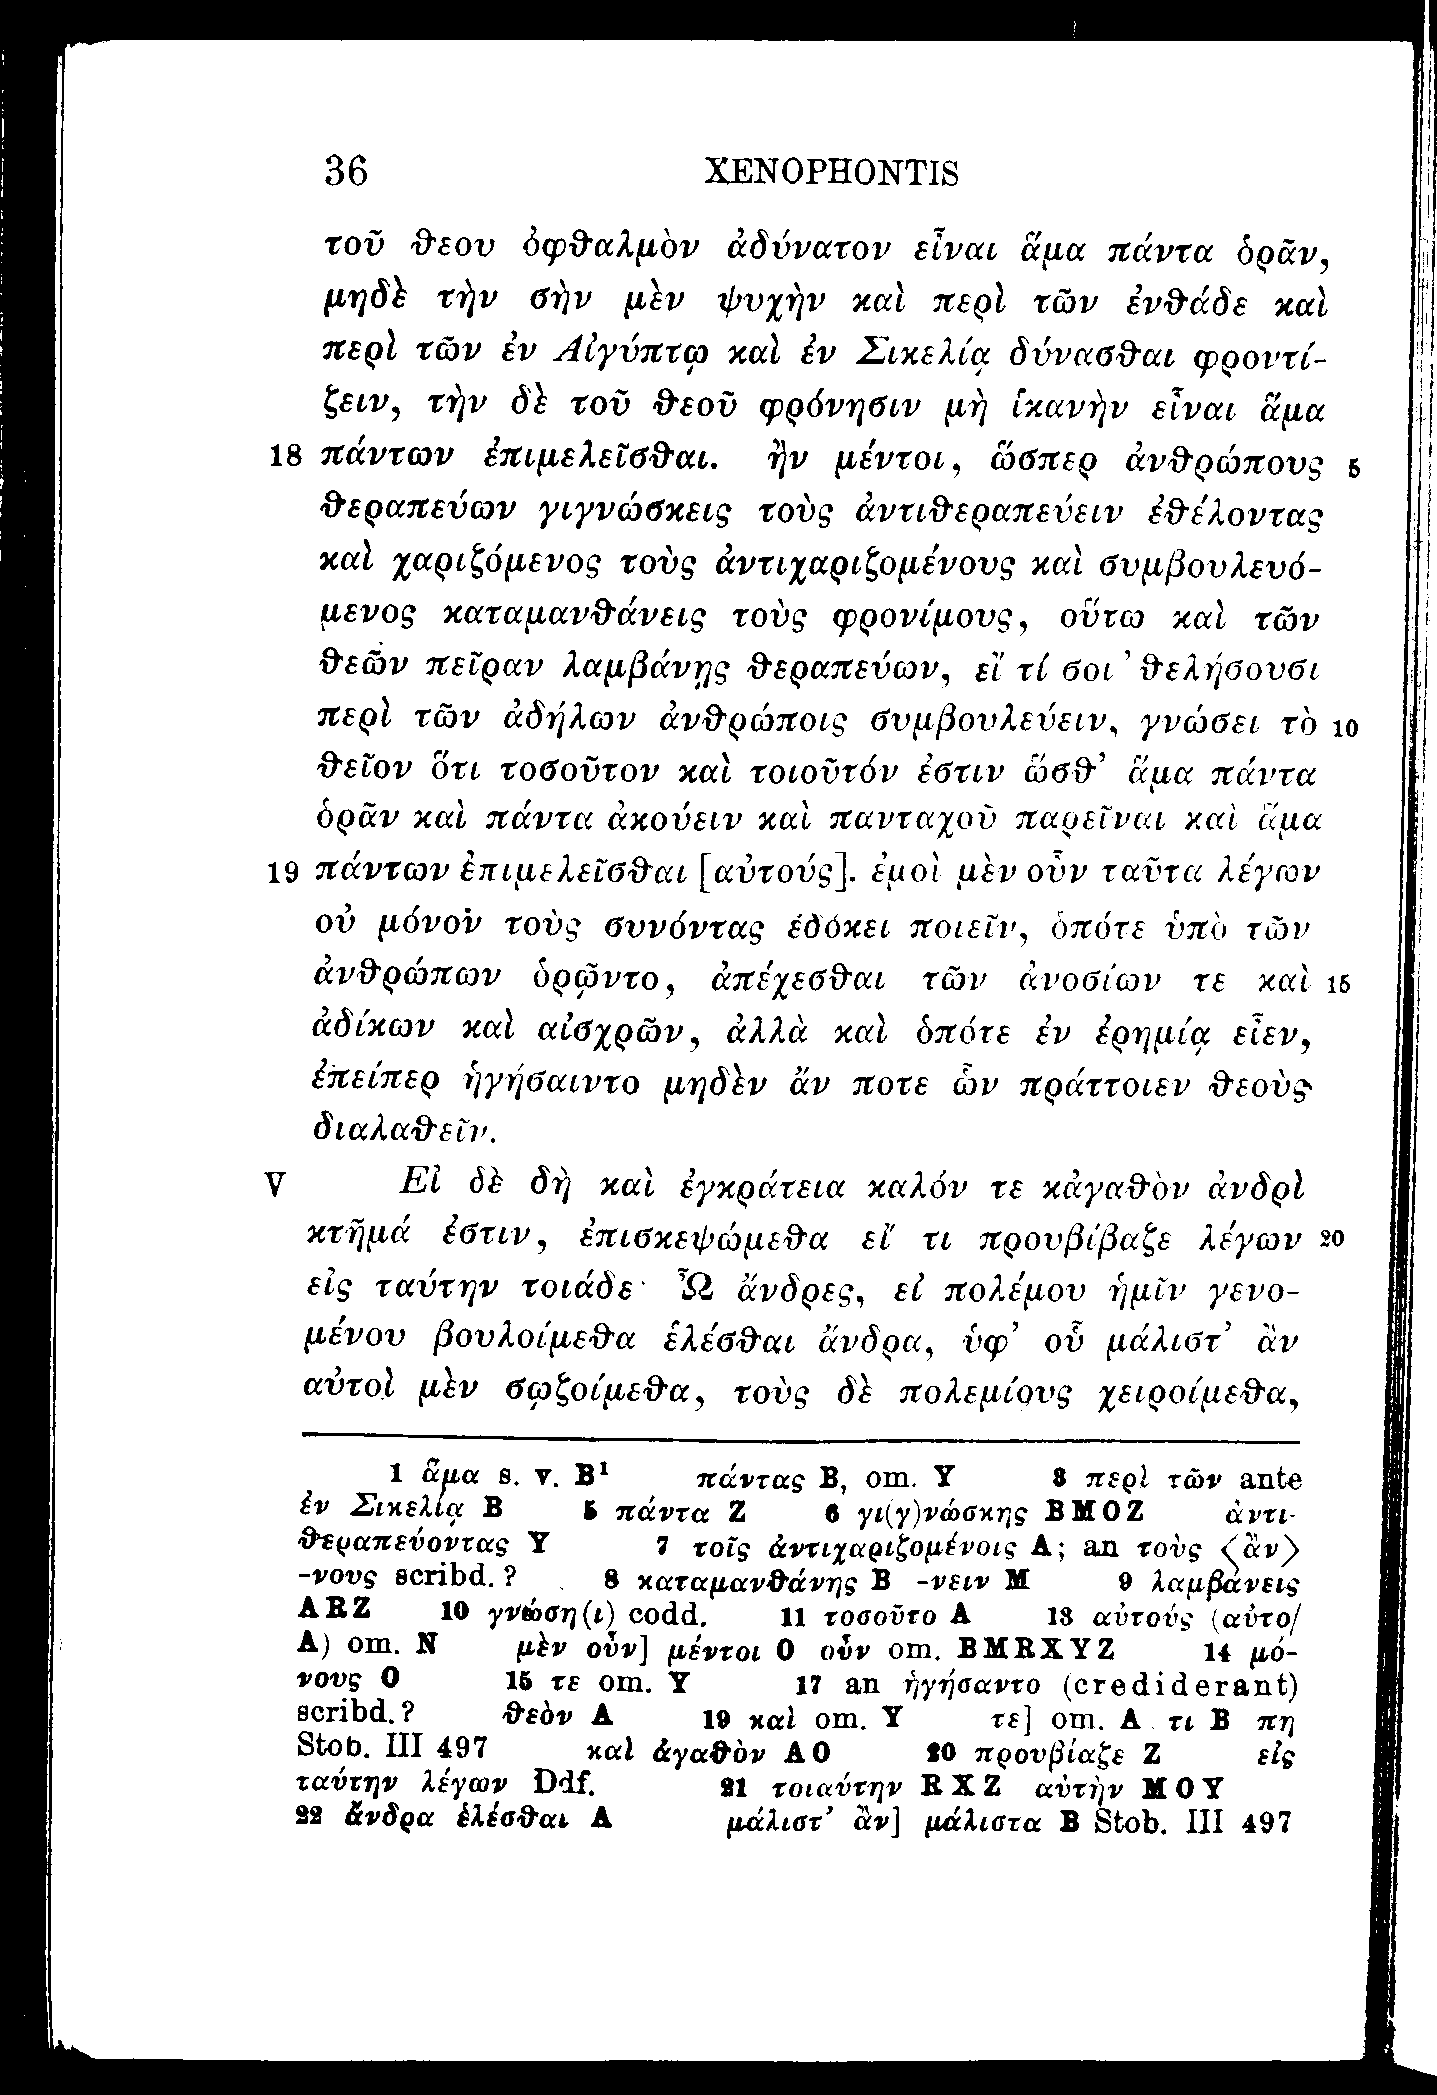 36 XENOPHONTIS
τοῦ θεου ὀφθαλμὸν ἀδύνατον εἶναι ἅμα πάντα ὁρᾶν,
μηδὲ τὴν σὴν μὲν ψυχὴν καὶ περὶ τῶν ἐνθάδε καὶ
περὶ τῶν ἐν Αἰγύπτῳ καὶ ἐν Σικελίᾳ δύνασθαι φροντί-
ζειν, τὴν δὲ τοῦ θεοῦ φρόνησιν μὴ ἱκανὴν εἶναι ἅμα
18 πάντων ἐπιμελεῖσθαι. ἢν μέντοι, ὥσπερ ἀνθρώπους 5
θεραπεύων γιγνώσκεις τοὺς ἀντιθεραπεύειν ἐθέλοντας
καὶ χαριζόμενος τοὺς ἀντιχαριζομένους καὶ συμβουλευό-
μενος καταμανθάνεις τοὺς φρονίμους, οὕτω καὶ τῶν
θεῶν πεῖραν λαμβάνῃς θεραπεύων, εἴ τί σοι θελήσουσι
περὶ τῶν ἀδήλων ἀνθρώποις συμβουλεύειν, γνώσει τὸ 10
θεῖον ὅτι τοσοῦτον καὶ τοιοῦτόν ἐστιν ὥσθ’ ἅμα πάντα
ὁρᾶν καὶ πάντα ἀκούειν καὶ πανταχοῦ παρεῖναι καὶ ἅμα
19 πάντων ἐπιμελεῖσθαι [αὐτούς]. ἐμοὶ μὲν οὖν ταῦτα λέγων
οὐ μόνον τοὺς συνόντας ἐδόκει ποιεῖν, ὁπότε ὑπὸ τῶν
ἀνθρώπων ὁρῷντο, ἀπέχεσθαι τῶν ἀνοσίων τε καὶ 15
ἀδίκων καὶ αἰσχρῶν, ἀλλὰ καὶ ὁπότε ἐν ἐρημίᾳ εἶεν,
ἐπείπερ ἡγήσαιντο μηδὲν ἄν ποτε ὧν πράττοιεν θεοὺς
διαλαθεῖν.
V Εἰ δὲ δὴ καὶ ἐγκράτεια καλόν τε κἀγαθὸν ἀνδρὶ
κτῆμά ἐστιν, ἐπισκεψώμεθα εἴ τι προυβίβαζε λέγων 20
εἰς ταύτην τοιάδε· Ὦ ἄνδρες, εἰ πολέμου ἡμῖν γενο-
μένου βουλοίμεθα ἑλέσθαι ἄνδρα, ὑφ’ οὗ μάλιστ’ ἂν
αὐτοὶ μὲν σῳζοίμεθα, τοὺς δὲ πολεμίους χειροίμεθα,
1 ἅμα s. v. B¹ πάντας B, om. Y 3 περὶ τῶν ante
ἐν Σικελίᾳ B 5 πάντα Z 6 γι(γ)νώσκῃς BMOZ ἀντι-
θεραπεύοντας Y 7 τοῖς ἀντιχαριζομένοις A; an τοὺς ⟨ἂν⟩
-νους scribd.? 8 καταμανθάνῃς B -νειν M 9 λαμβάνεις
ARZ 10 γνώση(ι) codd. 11 τοσοῦτο A 13 αὐτούς (αὐτο/
A) om. N μὲν οὖν] μέντοι O οὖν om. BMRXYZ 14 μό-
νους O 15 τε om. Y 17 an ἡγήσαντο (crediderant)
scribd.? θεὸν A 19 καὶ om. Y τε] om. A τι B πη
Stob. III 497 καὶ ἀγαθὸν AO 20 προυβίαζε Z εἰς
ταύτην λέγων Ddf. 21 τοιαύτην RXZ αὐτὴν MOY
22 ἄνδρα ἑλέσθαι A μάλιστ’ ἂν] μάλιστα B Stob. III 497